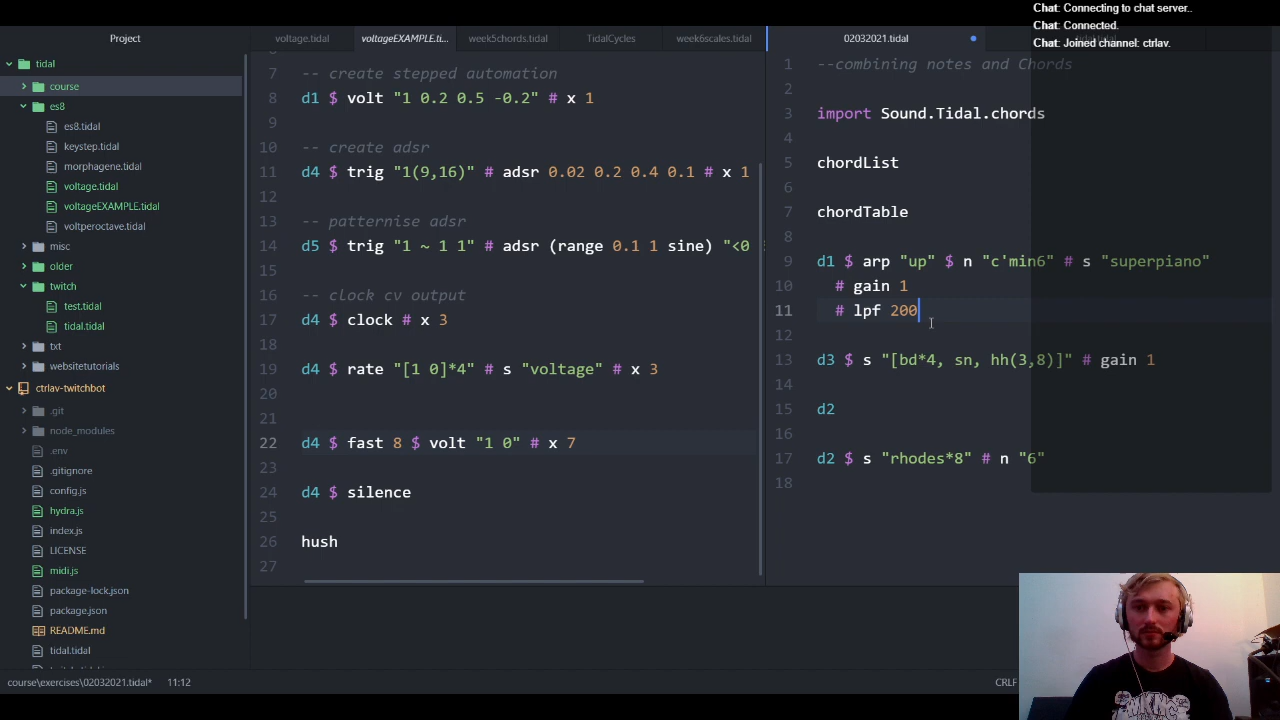 Chat: Connecting to chat server..
Chat: Connected.
Chat: Joined channel: ctrlav.
Project
tidal
course
es8
es8.tidal
keystep.tidal
morphagene.tidal
voltage.tidal
voltageEXAMPLE.tidal
voltperoctave.tidal
misc
older
twitch
test.tidal
tidal.tidal
txt
websitetutorials
ctrlav-twitchbot
.git
node_modules
.env
.gitignore
config.js
hydra.js
index.js
LICENSE
midi.js
package-lock.json
package.json
README.md
tidal.tidal
voltage.tidal
voltageEXAMPLE.ti...
week5chords.tidal
TidalCycles
week6scales.tidal
7 -- create stepped automation
8 d1 $ volt "1 0.2 0.5 -0.2" # x 1
9
10 -- create adsr
11 d4 $ trig "1(9,16)" # adsr 0.02 0.2 0.4 0.1 # x 1
12
13 -- patternise adsr
14 d5 $ trig "1 ~ 1 1" # adsr (range 0.1 1 sine) "<0
15
16 -- clock cv output
17 d4 $ clock # x 3
18
19 d4 $ rate "[1 0]*4" # s "voltage" # x 3
20
21
22 d4 $ fast 8 $ volt "1 0" # x 7
23
24 d4 $ silence
25
26 hush
27
02032021.tidal
1 --combining notes and Chords
2
3 import Sound.Tidal.chords
4
5 chordList
6
7 chordTable
8
9 d1 $ arp "up" $ n "c'min6" # s "superpiano"
10 # gain 1
11 # lpf 200
12
13 d3 $ s "[bd*4, sn, hh(3,8)]" # gain 1
14
15 d2
16
17 d2 $ s "rhodes*8" # n "6"
18
course\exercises\02032021.tidal* 11:12
CRLF